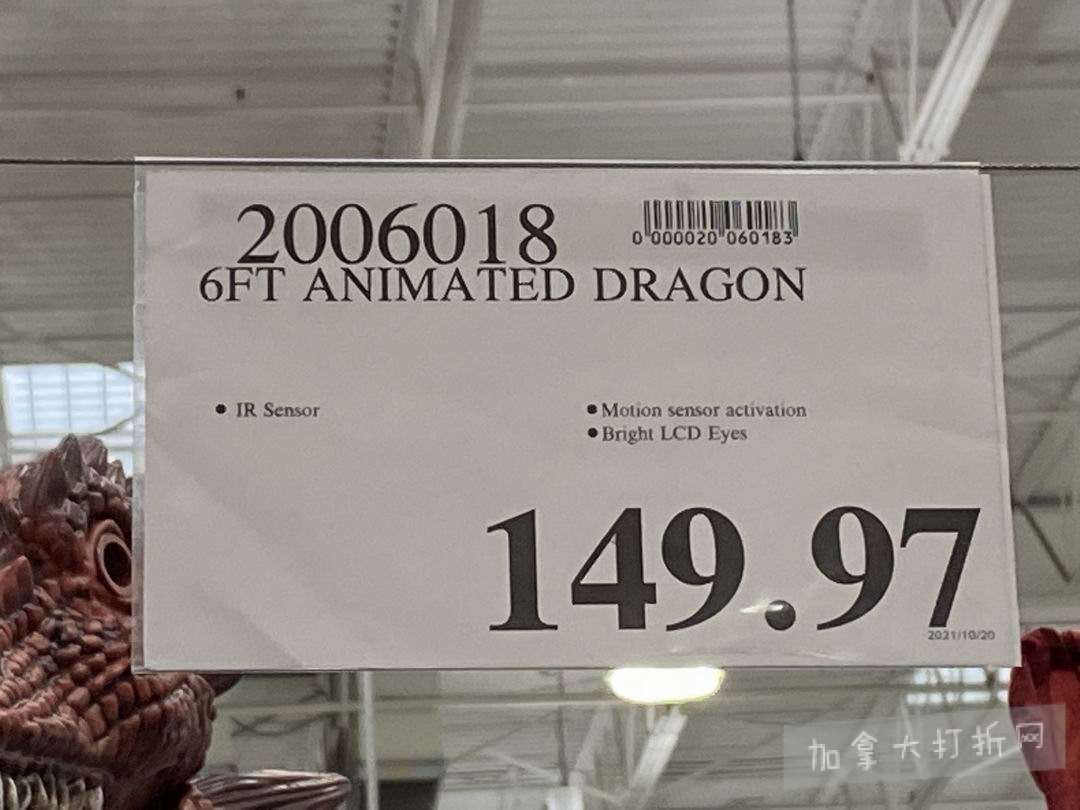 2006018
0 000020 060183
6FT ANIMATED DRAGON
• IR Sensor
• Motion sensor activation
• Bright LCD Eyes
149.97
2021/10/20
加拿大打折网